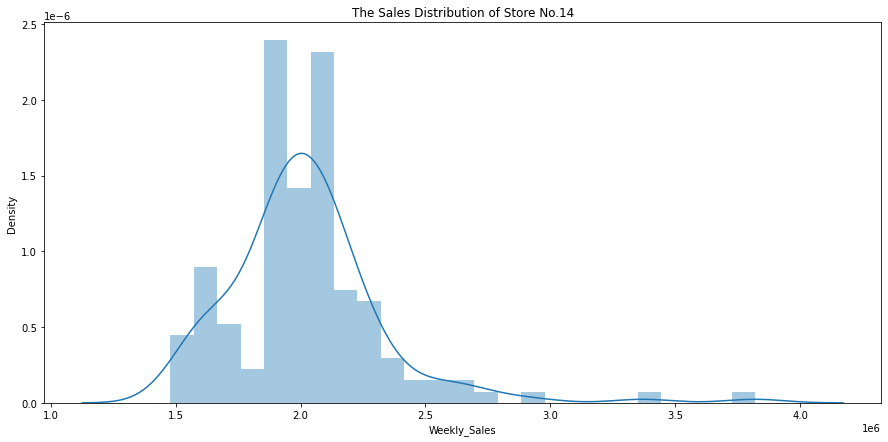 The Sales Distribution of Store No.14
1e−6
2.5
2.0
1.5
1.0
0.5
0.0
Density
1.0
1.5
2.0
2.5
3.0
3.5
4.0
Weekly_Sales
1e6